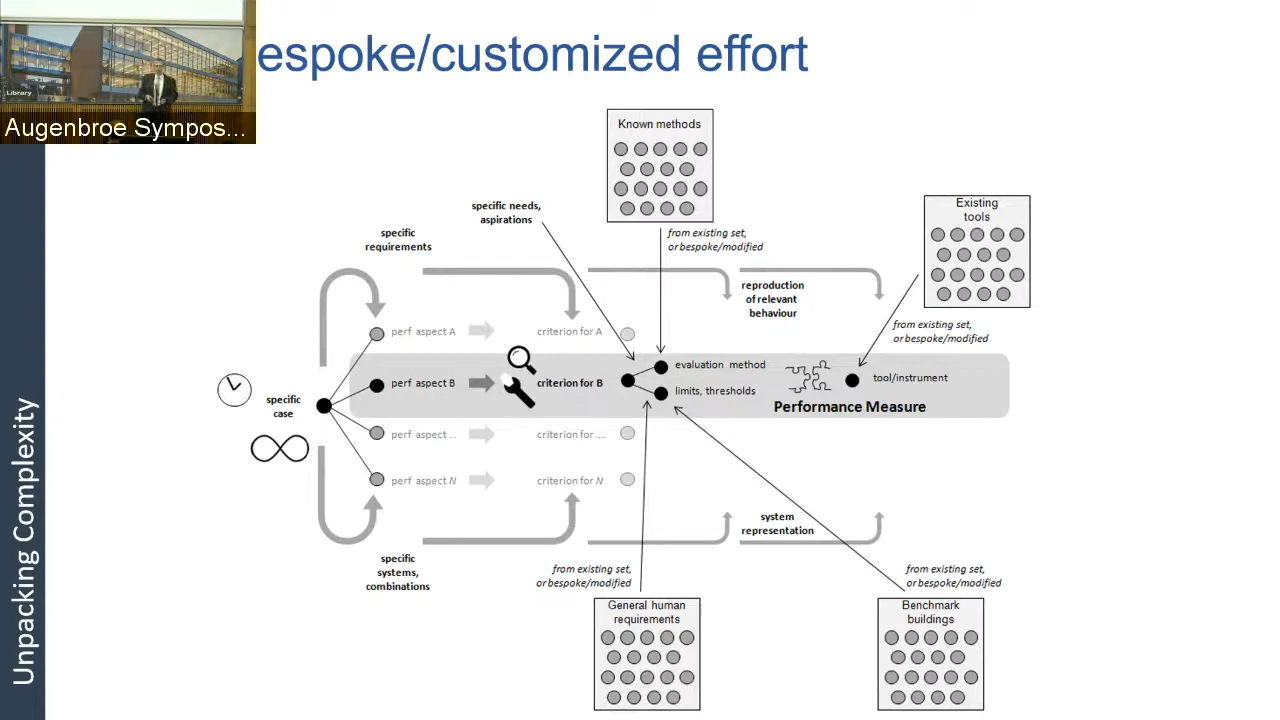 espoke/customized effort
Library
Augenbroe Sympos...
Known methods
Existing
tools
specific needs,
aspirations
specific
requirements
from existing set,
or bespoke/modified
reproduction
of relevant
behaviour
from existing set,
or bespoke/modified
perf aspect A
criterion for A
evaluation method
perf aspect B
criterion for B
limits, thresholds
tool/instrument
Performance Measure
specific
case
perf aspect ...
criterion for ....
perf aspect N
criterion for N
system
representation
specific
systems,
combinations
from existing set,
or bespoke/modified
from existing set,
or bespoke/modified
General human
requirements
Benchmark
buildings
Unpacking Complexity